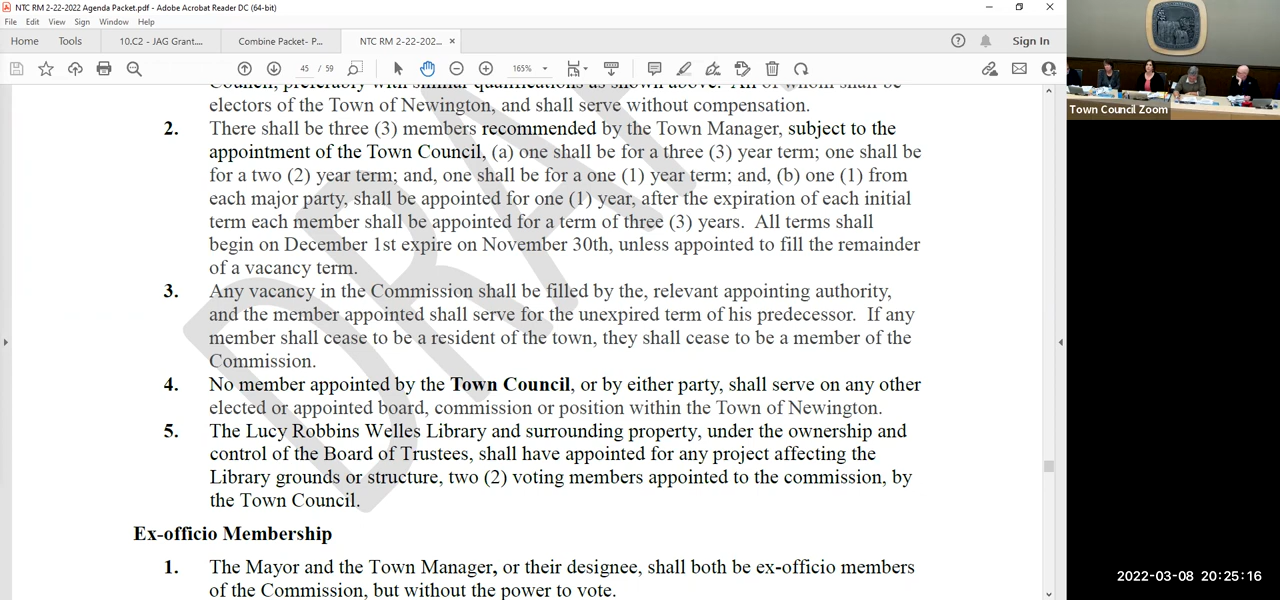 NTC RM 2-22-2022 Agenda Packet.pdf - Adobe Acrobat Reader DC (64-bit)
File Edit View Sign Window Help
Home Tools 10.C2 - JAG Grant.... Combine Packet- P... NTC RM 2-22-202... × Sign In
45 / 59 165%
Council, preferably with similar qualifications as shown above. All of whom shall be
electors of the Town of Newington, and shall serve without compensation.
2. There shall be three (3) members recommended by the Town Manager, subject to the
appointment of the Town Council, (a) one shall be for a three (3) year term; one shall be
for a two (2) year term; and, one shall be for a one (1) year term; and, (b) one (1) from
each major party, shall be appointed for one (1) year, after the expiration of each initial
term each member shall be appointed for a term of three (3) years. All terms shall
begin on December 1st expire on November 30th, unless appointed to fill the remainder
of a vacancy term.
3. Any vacancy in the Commission shall be filled by the, relevant appointing authority,
and the member appointed shall serve for the unexpired term of his predecessor. If any
member shall cease to be a resident of the town, they shall cease to be a member of the
Commission.
4. No member appointed by the Town Council, or by either party, shall serve on any other
elected or appointed board, commission or position within the Town of Newington.
5. The Lucy Robbins Welles Library and surrounding property, under the ownership and
control of the Board of Trustees, shall have appointed for any project affecting the
Library grounds or structure, two (2) voting members appointed to the commission, by
the Town Council.
Ex-officio Membership
1. The Mayor and the Town Manager, or their designee, shall both be ex-officio members
of the Commission, but without the power to vote.
DRA
Town Council Zoom
2022-03-08 20:25:16